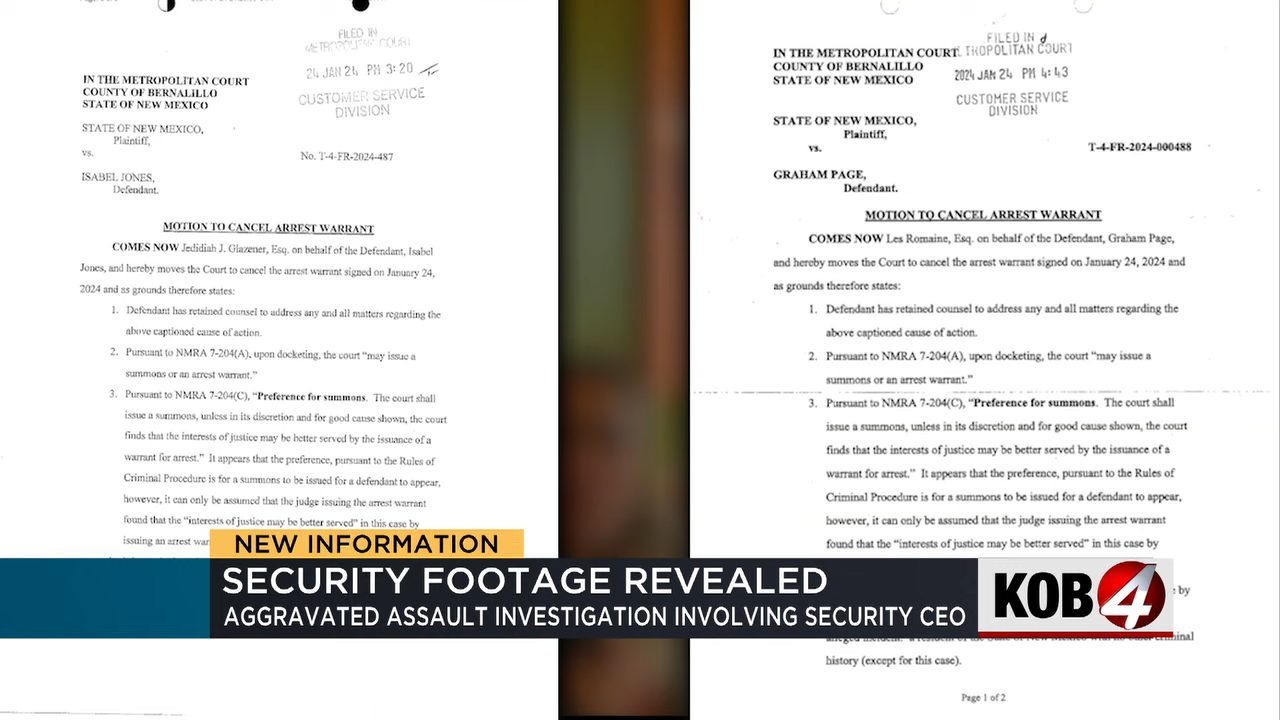 FILED IN
METROPOLITAN COURT
24 JAN 24 PM 3:20
CUSTOMER SERVICE
DIVISION
IN THE METROPOLITAN COURT
COUNTY OF BERNALILLO
STATE OF NEW MEXICO
STATE OF NEW MEXICO,
Plaintiff,
vs.
No. T-4-FR-2024-487
ISABEL JONES,
Defendant.
MOTION TO CANCEL ARREST WARRANT
COMES NOW Jedidiah J. Glazener, Esq. on behalf of the Defendant, Isabel
Jones, and hereby moves the Court to cancel the arrest warrant signed on January 24,
2024 and as grounds therefore states:
1. Defendant has retained counsel to address any and all matters regarding the
above captioned cause of action.
2. Pursuant to NMRA 7-204(A), upon docketing, the court “may issue a
summons or an arrest warrant.”
3. Pursuant to NMRA 7-204(C), “Preference for summons. The court shall
issue a summons, unless in its discretion and for good cause shown, the court
finds that the interests of justice may be better served by the issuance of a
warrant for arrest.” It appears that the preference, pursuant to the Rules of
Criminal Procedure is for a summons to be issued for a defendant to appear,
however, it can only be assumed that the judge issuing the arrest warrant
found that the “interests of justice may be better served” in this case by
issuing an arrest war
FILED IN
TROPOLITAN COURT
2024 JAN 24 PM 4:43
CUSTOMER SERVICE
DIVISION
IN THE METROPOLITAN COURT
COUNTY OF BERNALILLO
STATE OF NEW MEXICO
STATE OF NEW MEXICO,
Plaintiff,
vs.
T-4-FR-2024-000488
GRAHAM PAGE,
Defendant.
MOTION TO CANCEL ARREST WARRANT
COMES NOW Les Romaine, Esq. on behalf of the Defendant, Graham Page,
and hereby moves the Court to cancel the arrest warrant signed on January 24, 2024 and
as grounds therefore states:
1. Defendant has retained counsel to address any and all matters regarding the
above captioned cause of action.
2. Pursuant to NMRA 7-204(A), upon docketing, the court “may issue a
summons or an arrest warrant.”
3. Pursuant to NMRA 7-204(C), “Preference for summons. The court shall
issue a summons, unless in its discretion and for good cause shown, the court
finds that the interests of justice may be better served by the issuance of a
warrant for arrest.” It appears that the preference, pursuant to the Rules of
Criminal Procedure is for a summons to be issued for a defendant to appear,
however, it can only be assumed that the judge issuing the arrest warrant
found that the “interests of justice may be better served” in this case by
by
history (except for this case).
Page 1 of 2
NEW INFORMATION
SECURITY FOOTAGE REVEALED
AGGRAVATED ASSAULT INVESTIGATION INVOLVING SECURITY CEO
KOB 4